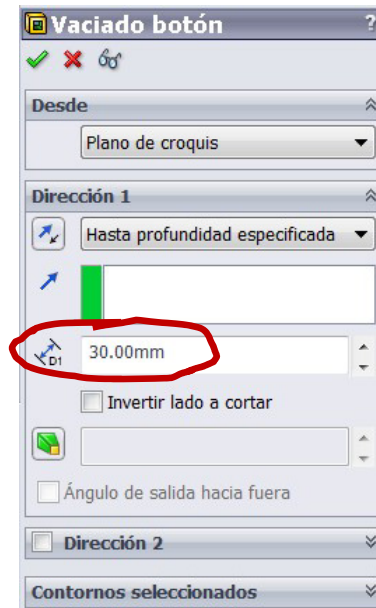 Vaciado botón ?
Desde
Plano de croquis
Dirección 1
Hasta profundidad especificada
D1 30.00mm
Invertir lado a cortar
Ángulo de salida hacia fuera
Dirección 2
Contornos seleccionados